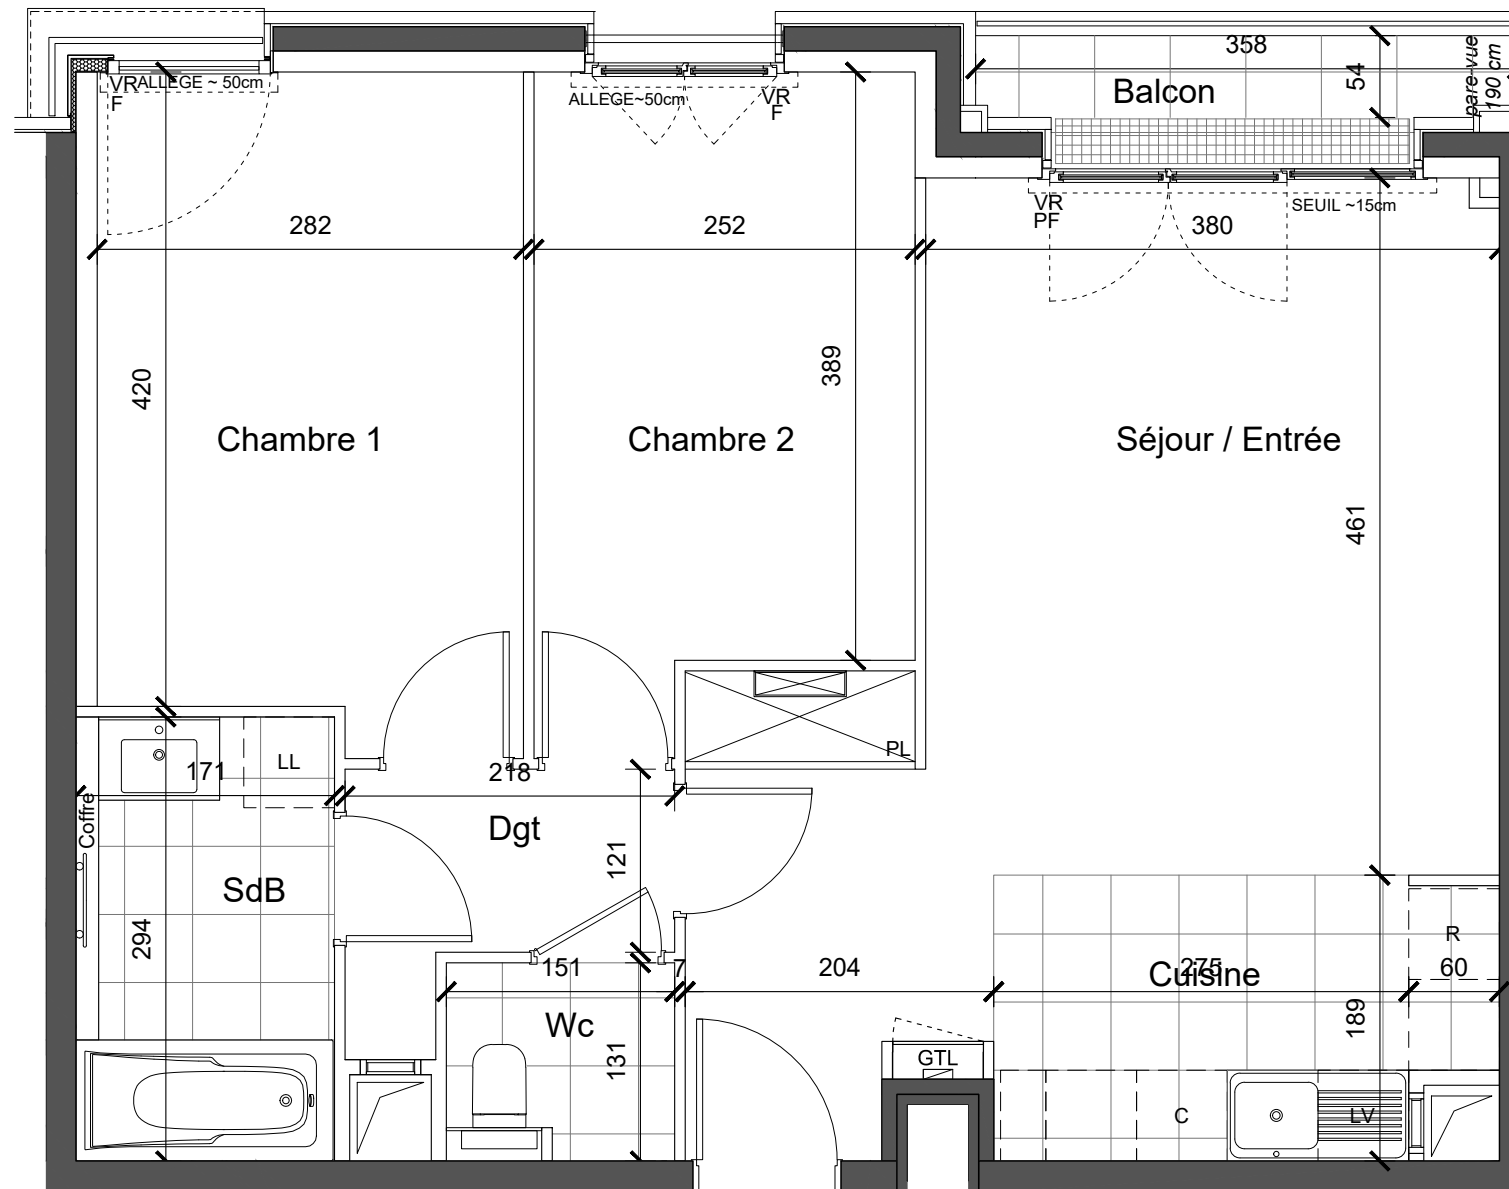 358
54
pare-vue
190 cm
Balcon
VR
F
ALLEGE ~ 50cm
ALLEGE~50cm
VR
F
VR
PF
SEUIL ~15cm
282
252
380
420
389
461
Chambre 1
Chambre 2
Séjour / Entrée
PL
171
LL
218
Coffre
Dgt
121
SdB
294
151
7
204
Cuisine
275
R
60
Wc
131
189
GTL
C
LV